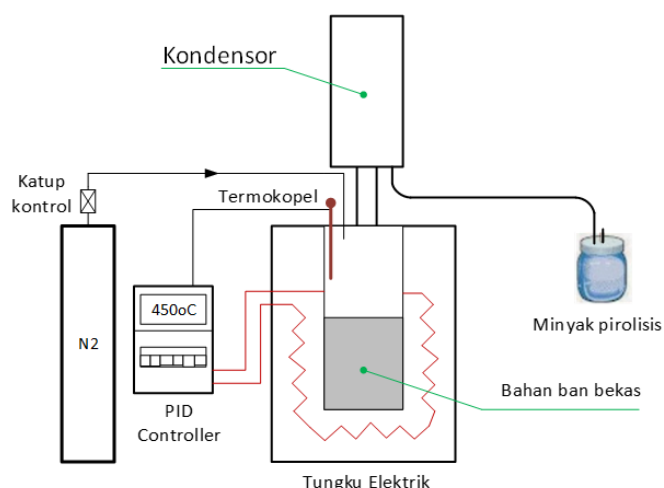 Kondensor
Katup
kontrol
Termokopel
450oC
N2
Minyak pirolisis
Bahan ban bekas
PID
Controller
Tungku Elektrik